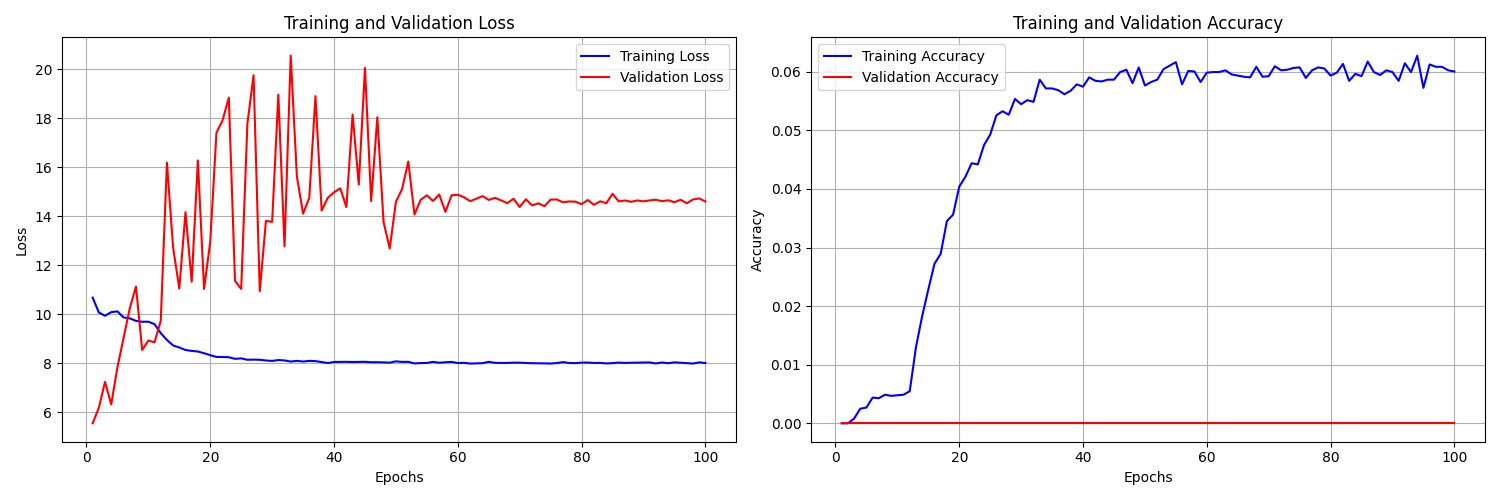 Training and Validation Loss
Training Loss
Validation Loss
20
18
16
14
12
10
8
6
Loss
0
20
40
60
80
100
Epochs
Training and Validation Accuracy
Training Accuracy
Validation Accuracy
0.06
0.05
0.04
0.03
0.02
0.01
0.00
Accuracy
0
20
40
60
80
100
Epochs